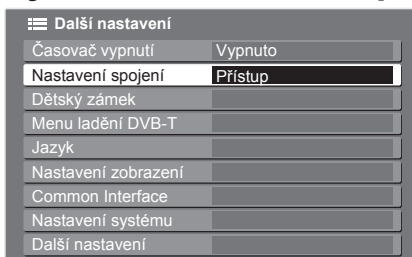 Další nastavení
Časovač vypnutí Vypnuto
Nastavení spojení Přístup
Dětský zámek
Menu ladění DVB-T
Jazyk
Nastavení zobrazení
Common Interface
Nastavení systému
Další nastavení